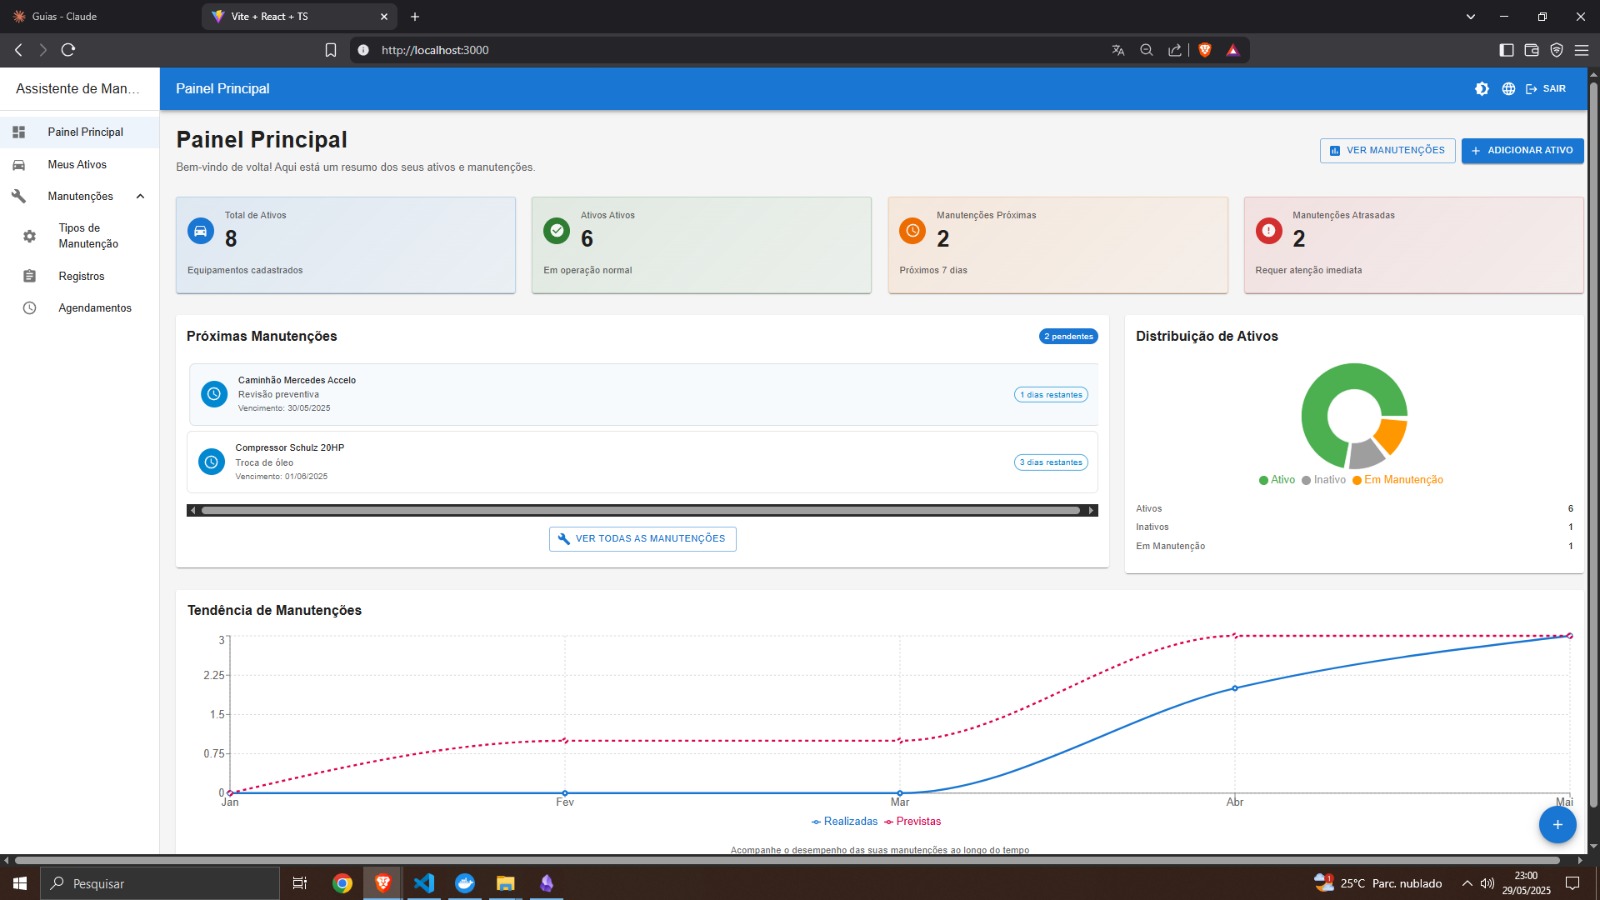 Guias - Claude
Vite + React + TS
http://localhost:3000
Assistente de Man...
Painel Principal
SAIR
Painel Principal
Meus Ativos
Manutenções
Tipos de
Manutenção
Registros
Agendamentos
Painel Principal
Bem-vindo de volta! Aqui está um resumo dos seus ativos e manutenções.
VER MANUTENÇÕES
ADICIONAR ATIVO
Total de Ativos
8
Equipamentos cadastrados
Ativos Ativos
6
Em operação normal
Manutenções Próximas
2
Próximos 7 dias
Manutenções Atrasadas
2
Requer atenção imediata
Próximas Manutenções
2 pendentes
Caminhão Mercedes Accelo
Revisão preventiva
Vencimento: 30/05/2025
1 dias restantes
Compressor Schulz 20HP
Troca de óleo
Vencimento: 01/06/2025
3 dias restantes
VER TODAS AS MANUTENÇÕES
Distribuição de Ativos
Ativo Inativo Em Manutenção
Ativos 6
Inativos 1
Em Manutenção 1
Tendência de Manutenções
3
2.25
1.5
0.75
0
Jan Fev Mar Abr Mai
Realizadas Previstas
Acompanhe o desempenho das suas manutenções ao longo do tempo
Pesquisar
25°C Parc. nublado
23:00
29/05/2025